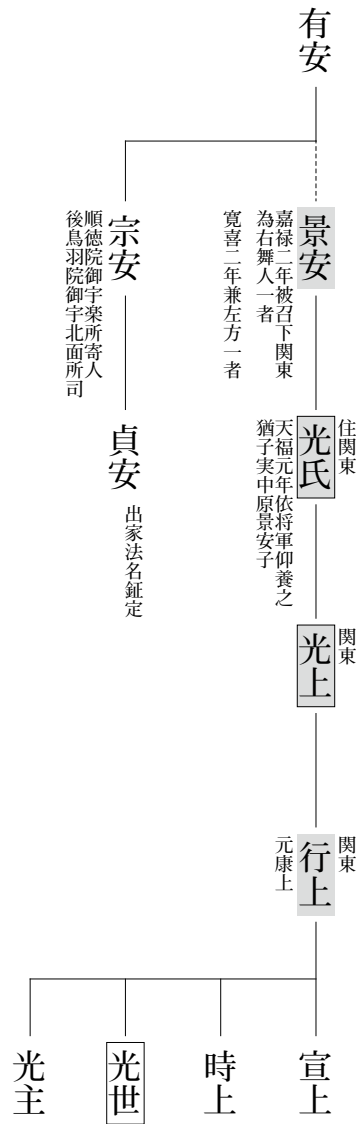 有安
景安
嘉禄二年被召下関東
為右舞人一者
寛喜二年兼左方一者
住関東
光氏
天福元年依将軍仰養之
猶子実中原景安子
関東
光上
関東
行上
元康上
宣上
時上
光世
光主
宗安
順徳院御宇楽所寄人
後鳥羽院御宇北面所司
貞安
出家法名鉦定